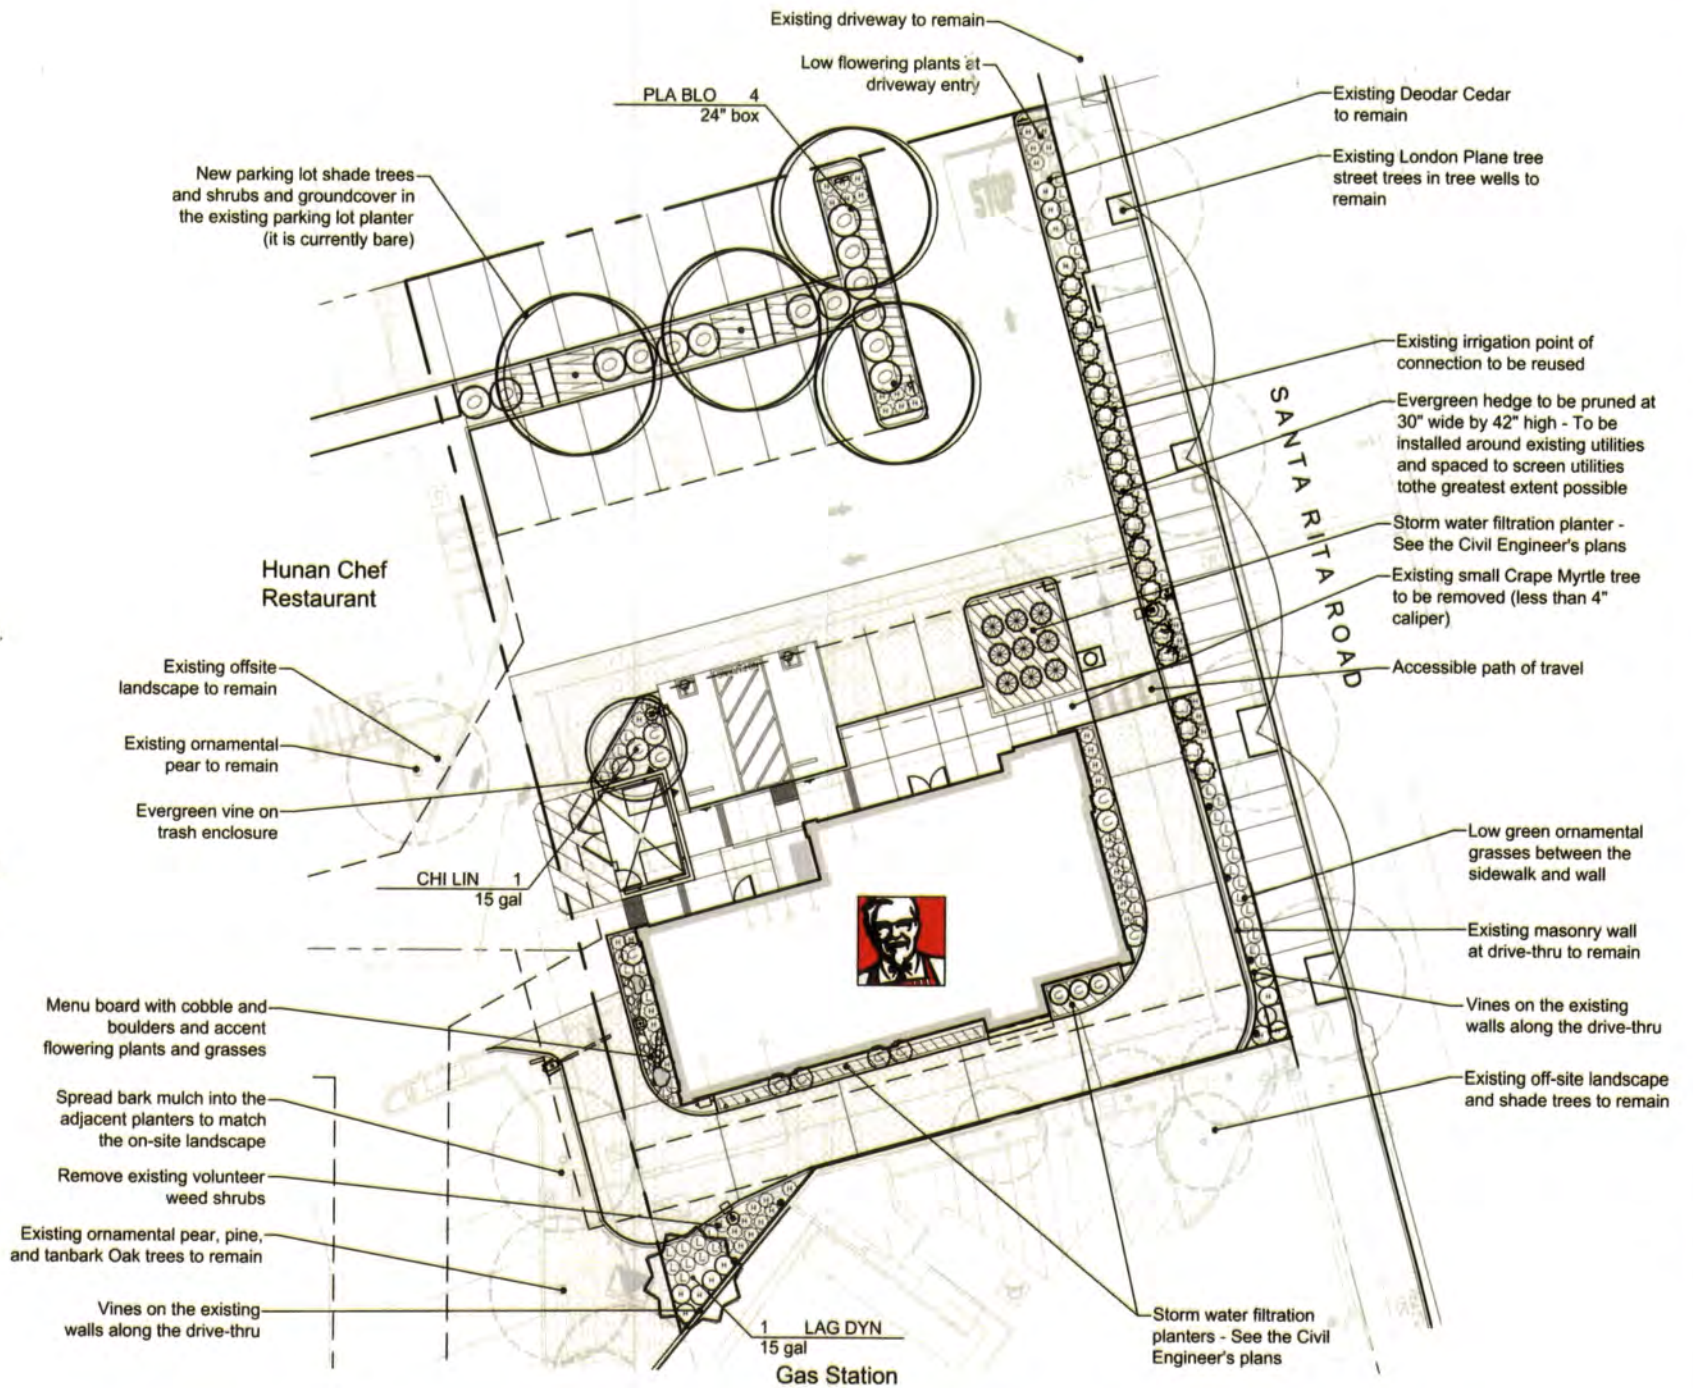 Existing driveway to remain
Low flowering plants at
driveway entry
PLA BLO 4
24" box
New parking lot shade trees
and shrubs and groundcover in
the existing parking lot planter
(it is currently bare)
Existing Deodar Cedar
to remain
Existing London Plane tree
street trees in tree wells to
remain
STOP
Existing irrigation point of
connection to be reused
Evergreen hedge to be pruned at
30" wide by 42" high - To be
installed around existing utilities
and spaced to screen utilities
tothe greatest extent possible
SANTA RITA ROAD
Storm water filtration planter -
See the Civil Engineer's plans
Existing small Crape Myrtle tree
to be removed (less than 4"
caliper)
Accessible path of travel
Hunan Chef
Restaurant
Existing offsite
landscape to remain
Existing ornamental
pear to remain
Evergreen vine on
trash enclosure
CHI LIN 1
15 gal
Low green ornamental
grasses between the
sidewalk and wall
Existing masonry wall
at drive-thru to remain
Vines on the existing
walls along the drive-thru
Existing off-site landscape
and shade trees to remain
Menu board with cobble and
boulders and accent
flowering plants and grasses
Spread bark mulch into the
adjacent planters to match
the on-site landscape
Remove existing volunteer
weed shrubs
Existing ornamental pear, pine,
and tanbark Oak trees to remain
Vines on the existing
walls along the drive-thru
1 LAG DYN
15 gal
Gas Station
Storm water filtration
planters - See the Civil
Engineer's plans